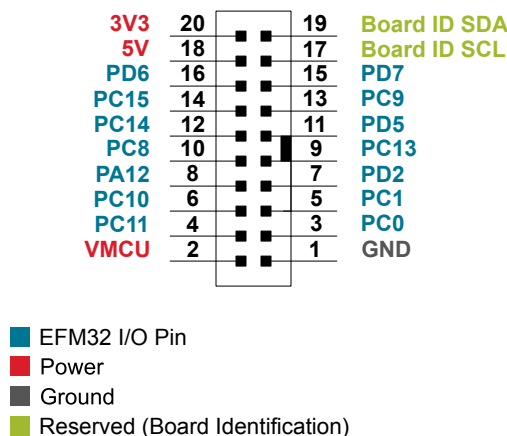 3V3 20 19 Board ID SDA
5V 18 17 Board ID SCL
PD6 16 15 PD7
PC15 14 13 PC9
PC14 12 11 PD5
PC8 10 9 PC13
PA12 8 7 PD2
PC10 6 5 PC1
PC11 4 3 PC0
VMCU 2 1 GND
EFM32 I/O Pin
Power
Ground
Reserved (Board Identification)